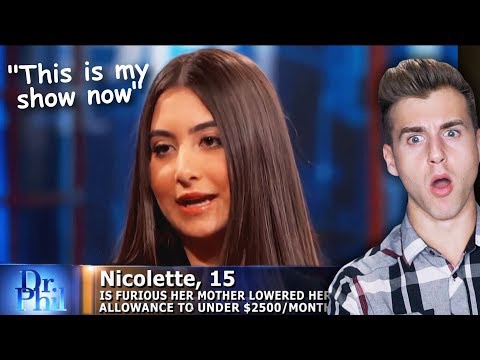 "This is my
show now"
Dr.
Phil
Nicolette, 15
IS FURIOUS HER MOTHER LOWERED HER
ALLOWANCE TO UNDER $2500/MONTH